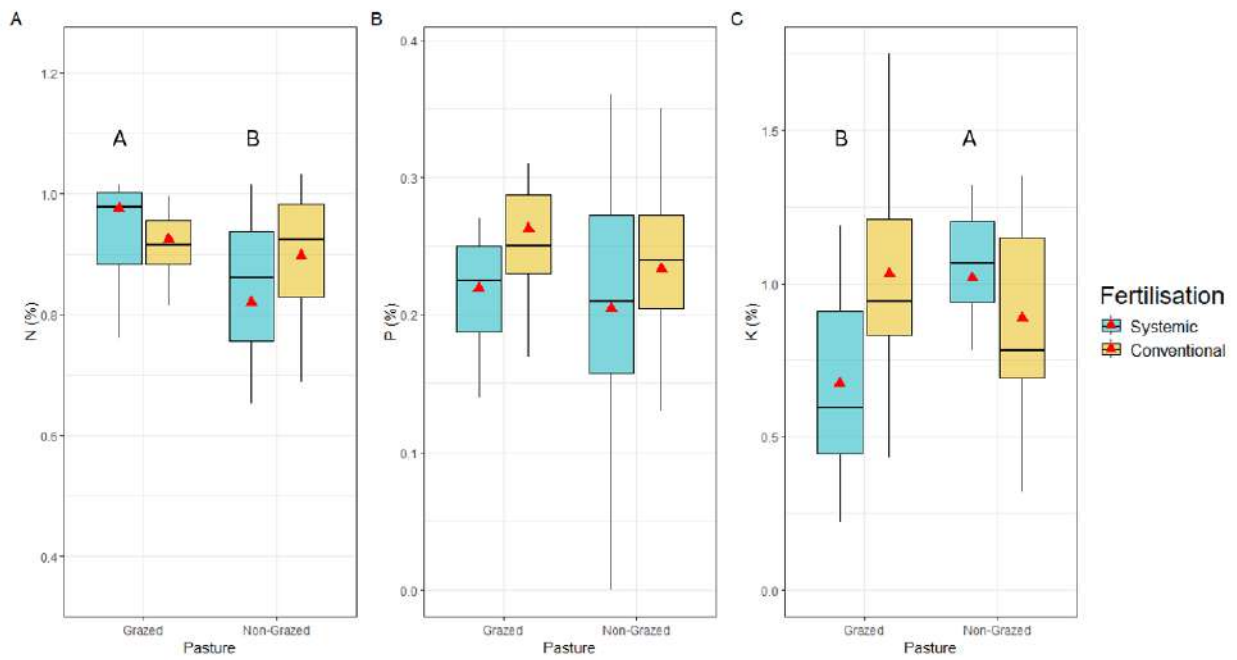 A
N (%)
1.2
1.0
0.8
0.6
0.4
A
B
Grazed
Non-Grazed
Pasture
B
P (%)
0.4
0.3
0.2
0.1
0.0
Grazed
Non-Grazed
Pasture
C
K (%)
1.5
1.0
0.5
0.0
B
A
Grazed
Non-Grazed
Pasture
Fertilisation
Systemic
Conventional